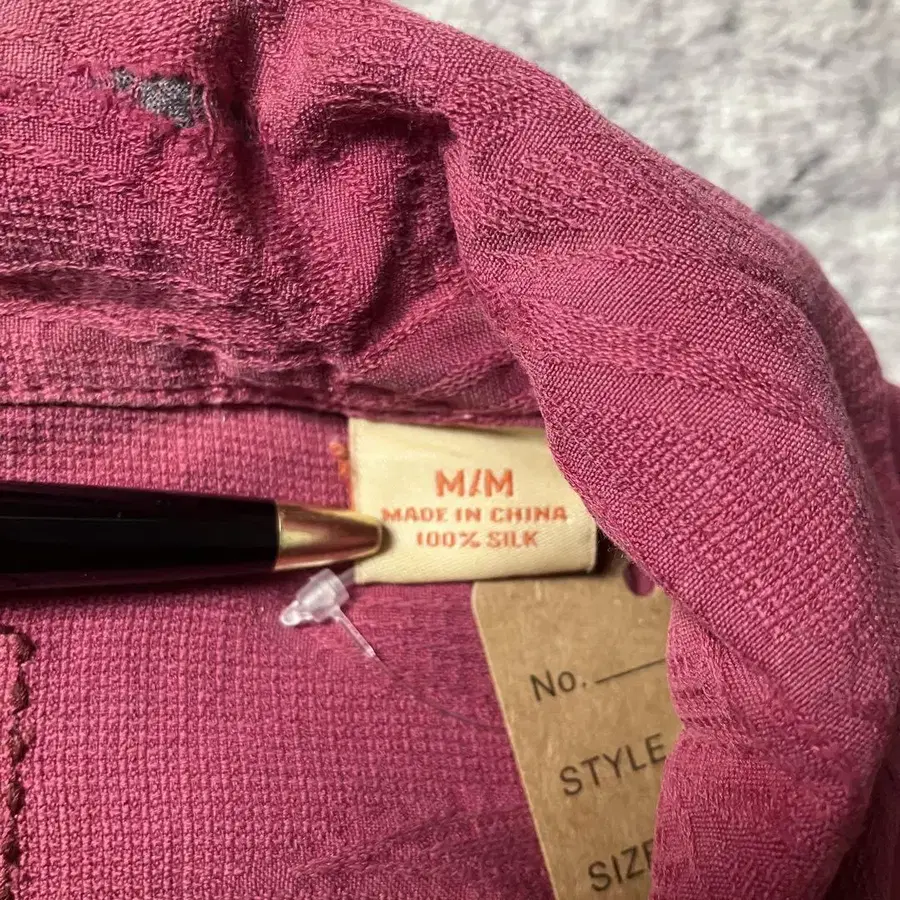 M/M
MADE IN CHINA
100% SILK
No.
STYLE
SIZE